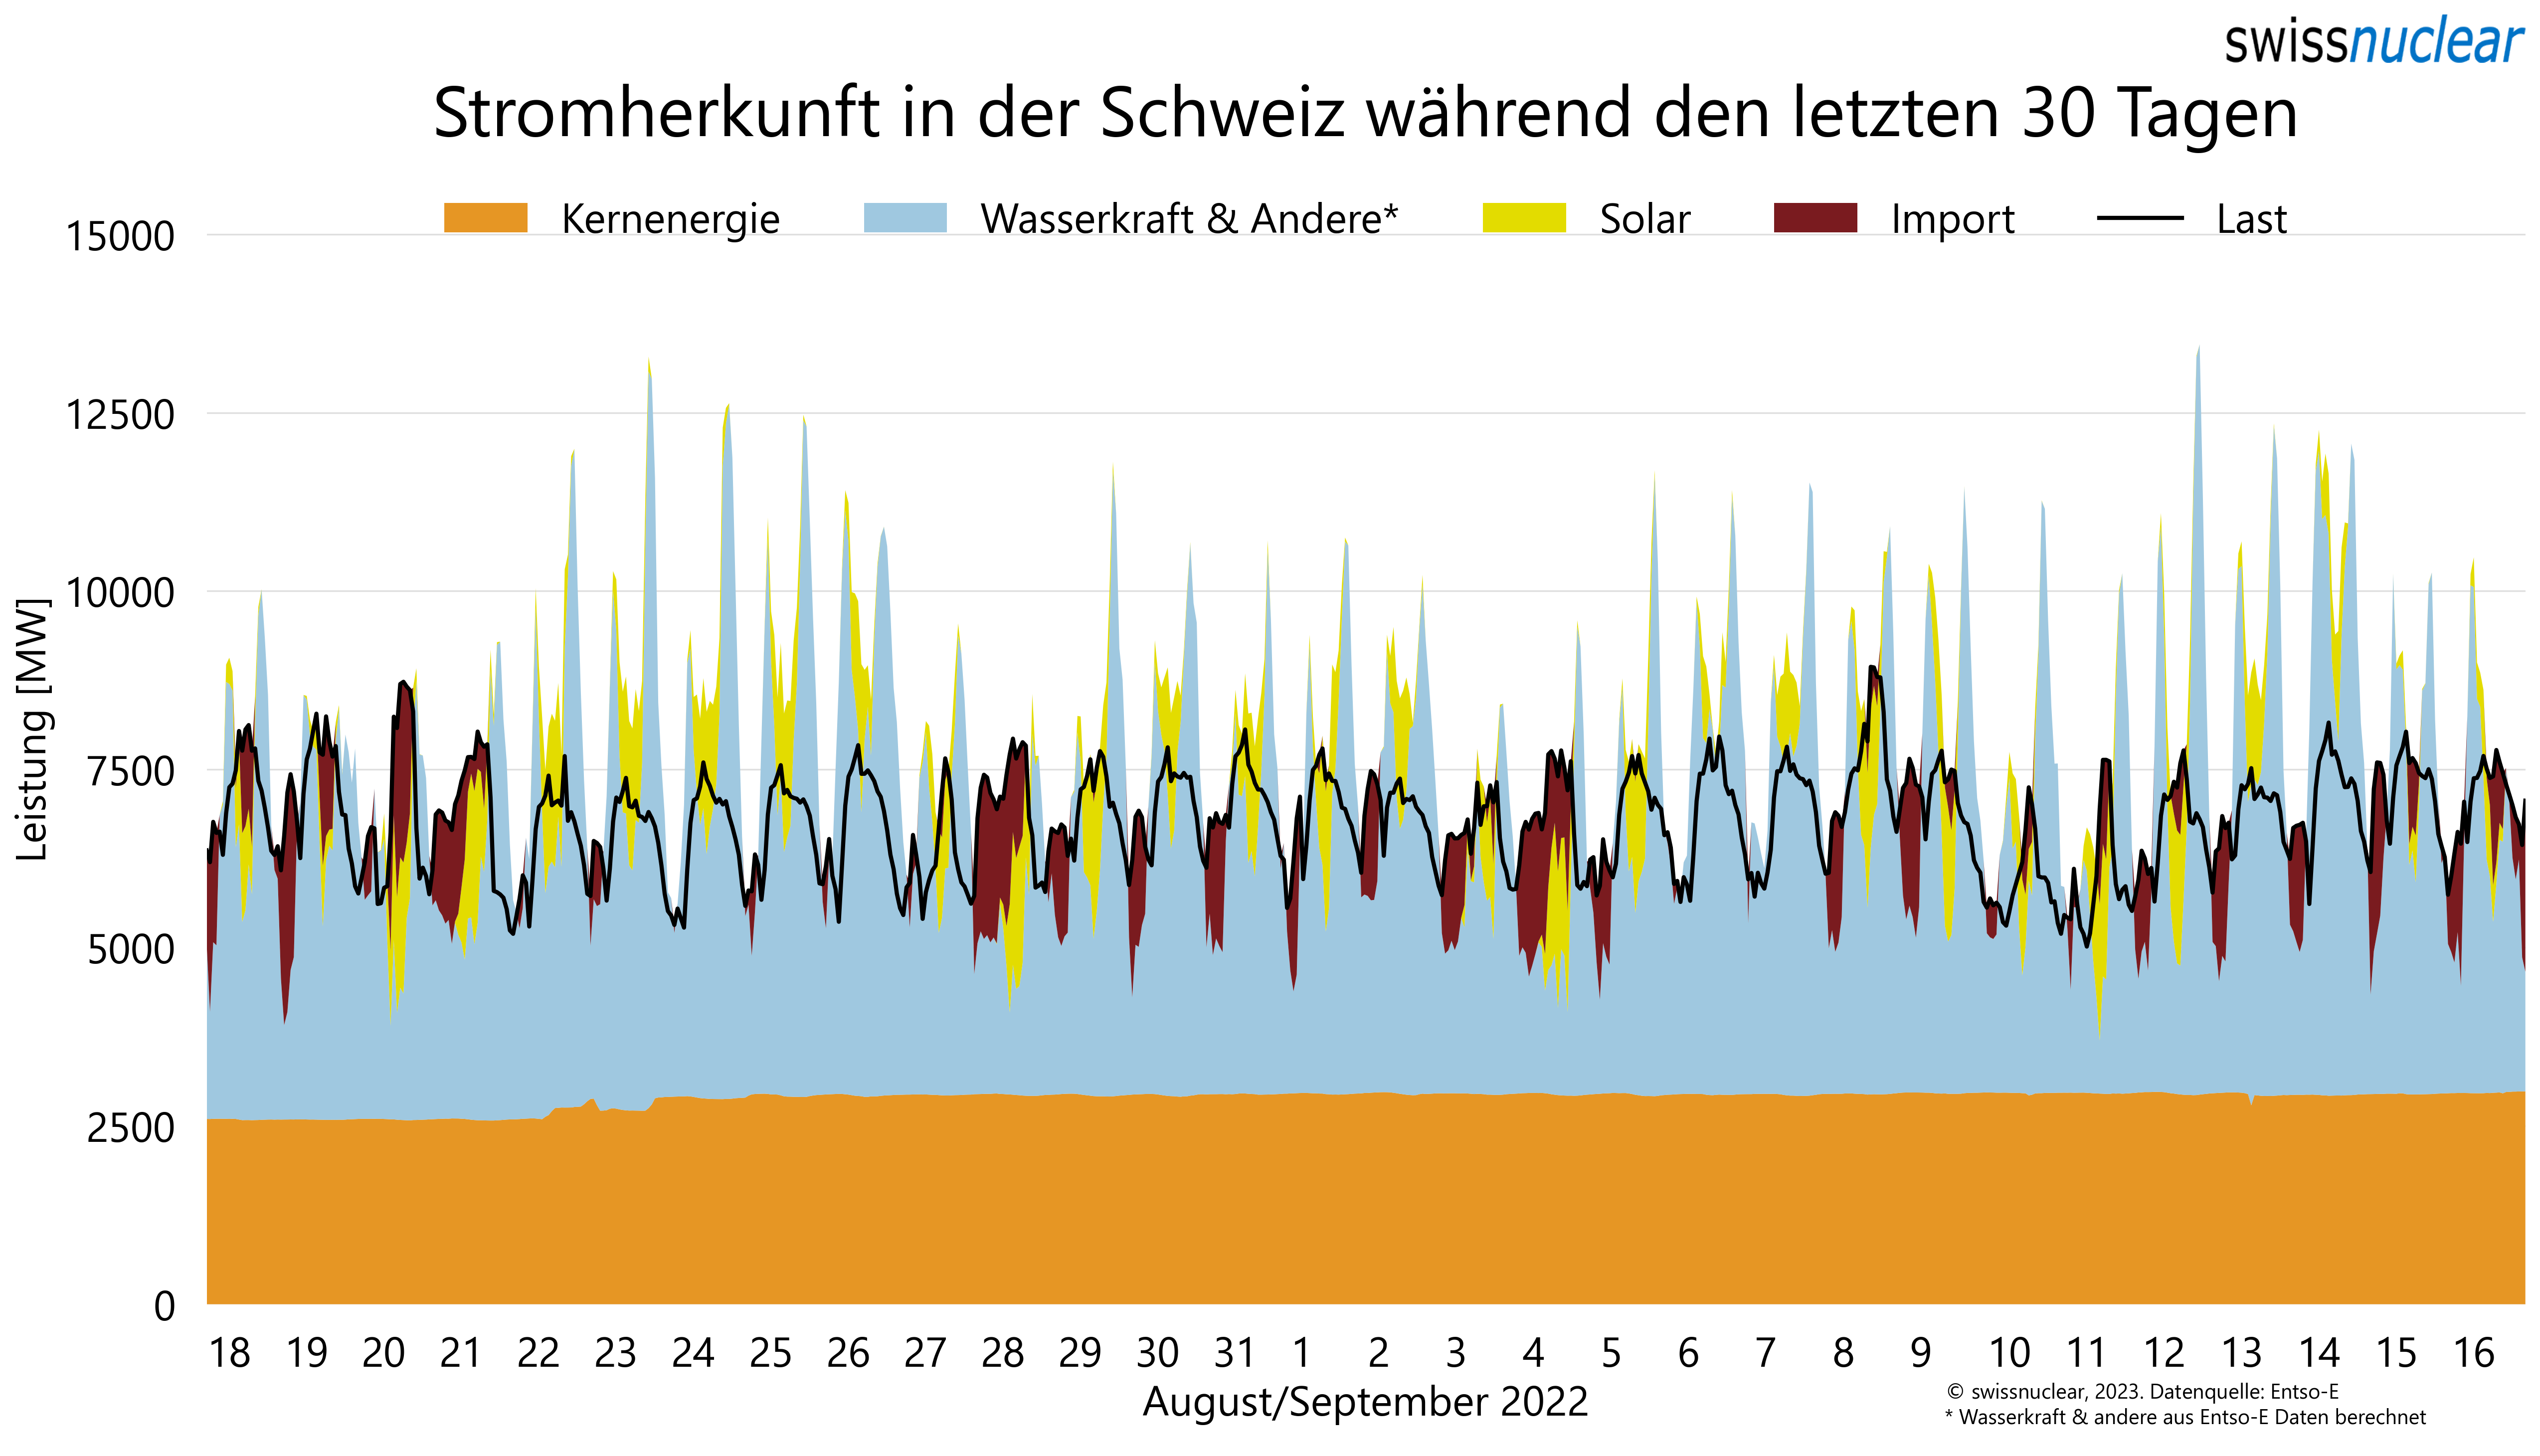 swissnuclear
Stromherkunft in der Schweiz während den letzten 30 Tagen
Kernenergie Wasserkraft & Andere* Solar Import Last
15000
12500
10000
7500
5000
2500
0
Leistung [MW]
18 19 20 21 22 23 24 25 26 27 28 29 30 31 1 2 3 4 5 6 7 8 9 10 11 12 13 14 15 16
August/September 2022
© swissnuclear, 2023. Datenquelle: Entso-E
* Wasserkraft & andere aus Entso-E Daten berechnet